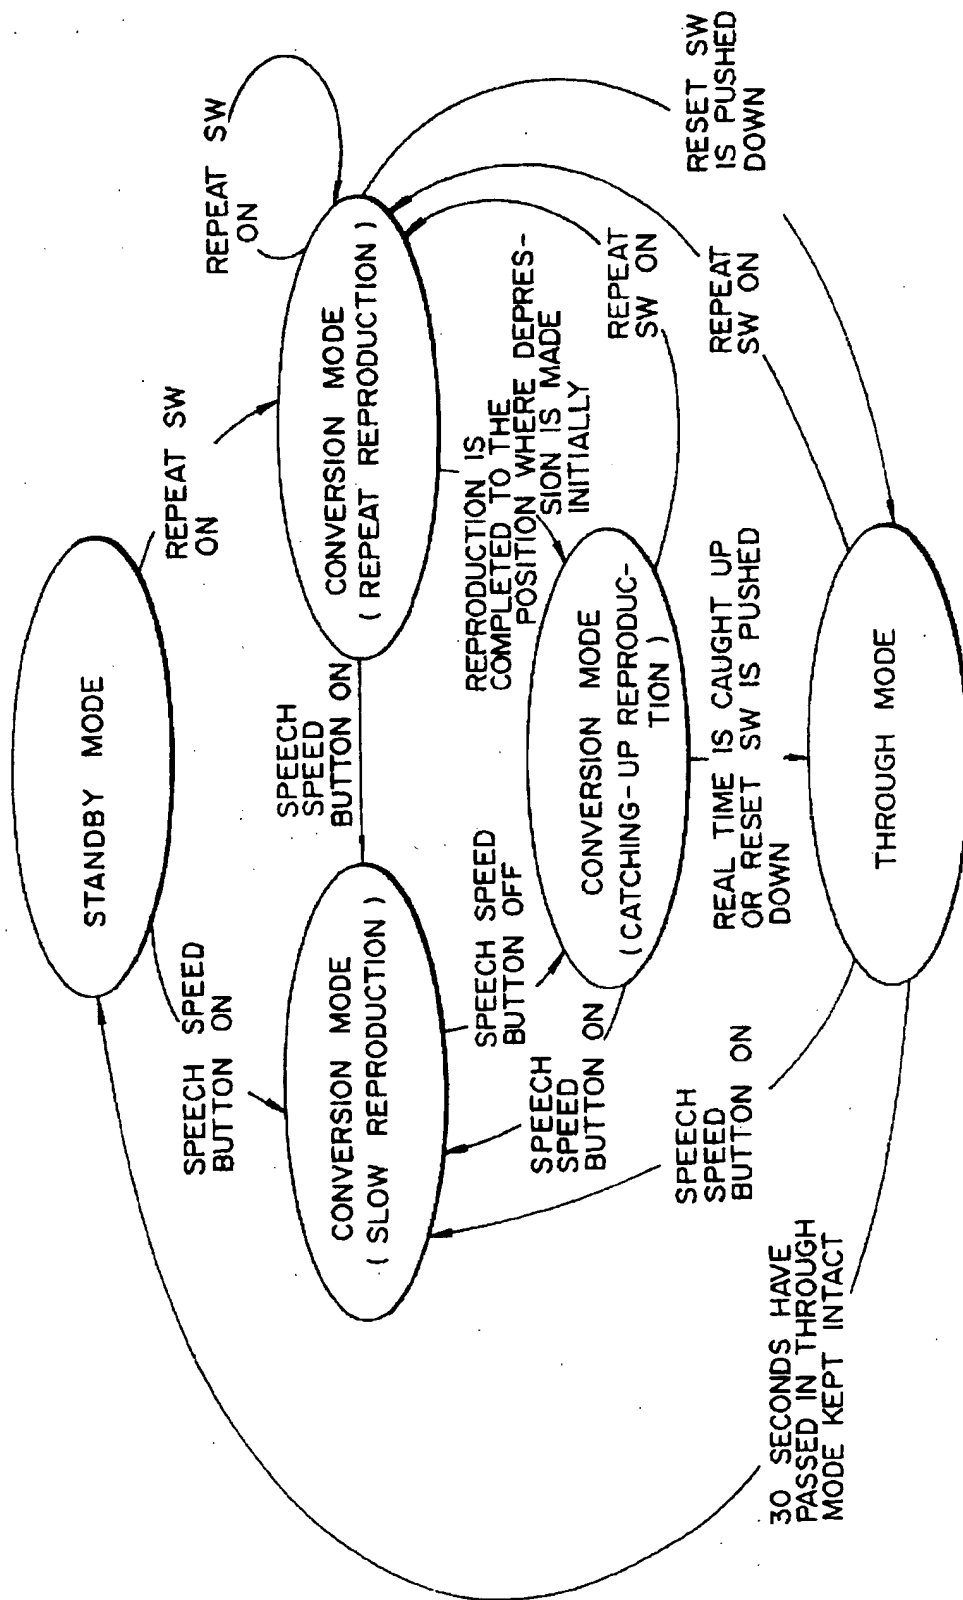 STANDBY MODE
SPEECH SPEED
BUTTON ON
REPEAT SW
ON
REPEAT SW
ON
CONVERSION MODE
( SLOW REPRODUCTION )
SPEECH
SPEED
BUTTON ON
CONVERSION MODE
( REPEAT REPRODUCTION )
SPEECH SPEED
BUTTON OFF
REPRODUCTION IS
COMPLETED TO THE
POSITION WHERE DEPRES-
SION IS MADE
INITIALLY
SPEECH
SPEED
BUTTON ON
CONVERSION MODE
( CATCHING-UP REPRODUC-
TION )
REPEAT
SW ON
SPEECH
SPEED
BUTTON ON
REAL TIME IS CAUGHT UP
OR RESET SW IS PUSHED
DOWN
REPEAT
SW ON
RESET SW
IS PUSHED
DOWN
30 SECONDS HAVE
PASSED IN THROUGH
MODE KEPT INTACT
THROUGH MODE